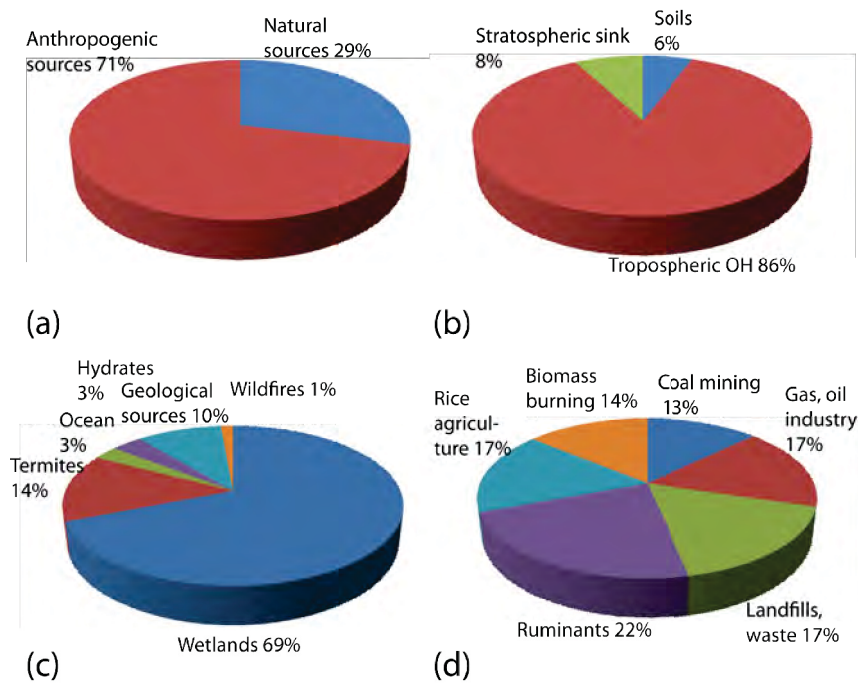 Anthropogenic
sources 71%
Natural
sources 29%
Stratospheric sink
8%
Soils
6%
Tropospheric OH 86%
(a)
(b)
Hydrates
3%
Geological
sources 10%
Wildfires 1%
Ocean
3%
Termites
14%
Wetlands 69%
Rice
agricul-
ture 17%
Biomass
burning 14%
Coal mining
13%
Gas, oil
industry
17%
Ruminants 22%
Landfills,
waste 17%
(c)
(d)